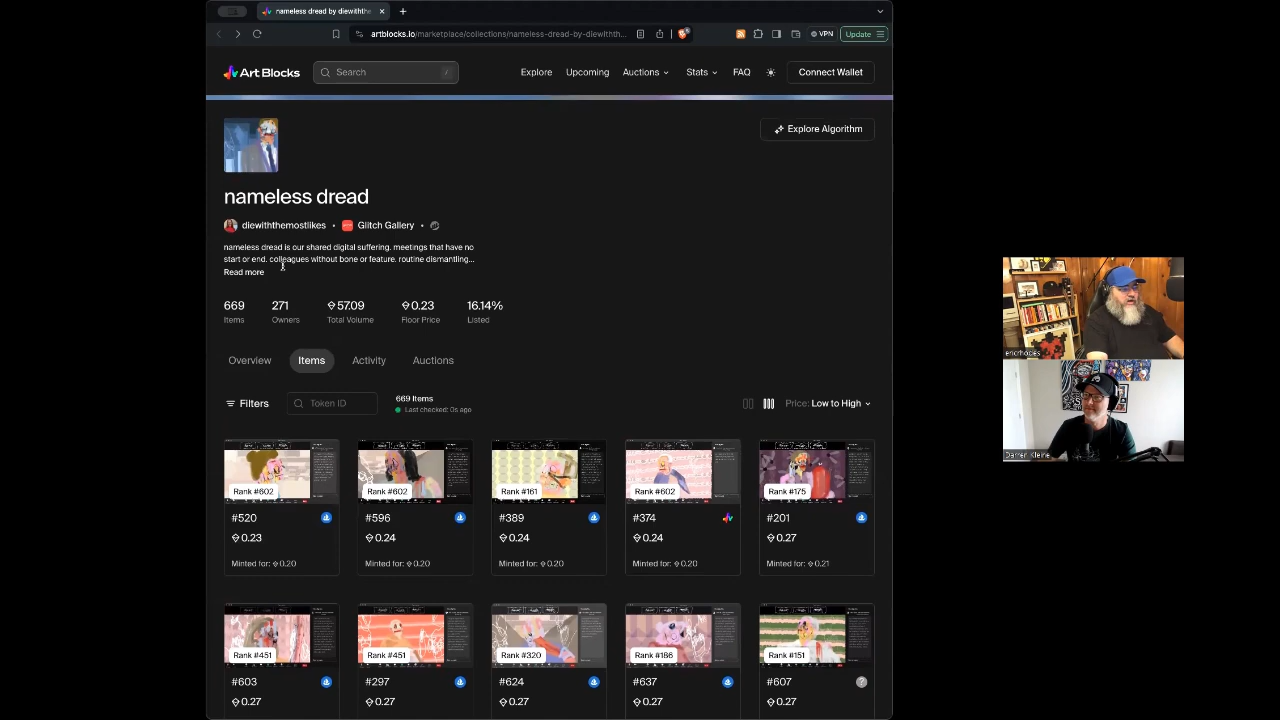 nameless dread by diewithth
artblocks.io/marketplace/collections/nameless-dread-by-diewithth...
VPN
Update
Art Blocks
Search
/
Explore
Upcoming
Auctions
Stats
FAQ
Connect Wallet
Explore Algorithm
nameless dread
diewiththemostlikes • Glitch Gallery •
nameless dread is our shared digital suffering. meetings that have no
start or end. colleagues without bone or feature. routine dismantling...
Read more
669 271 57.09 0.23 16.14%
Items Owners Total Volume Floor Price Listed
Overview Items Activity Auctions
Filters
Token ID
669 Items
Last checked: 0s ago
Price: Low to High
Rank #602 Rank #602 Rank #161 Rank #602 Rank #175
#520 #596 #389 #374 #201
0.23 0.24 0.24 0.24 0.27
Minted for: 0.20 Minted for: 0.20 Minted for: 0.20 Minted for: 0.20 Minted for: 0.21
Rank #451 Rank #451 Rank #320 Rank #186 Rank #151
#603 #297 #624 #637 #607
0.27 0.27 0.27 0.27 0.27
ericrhodes
Darren Kleine